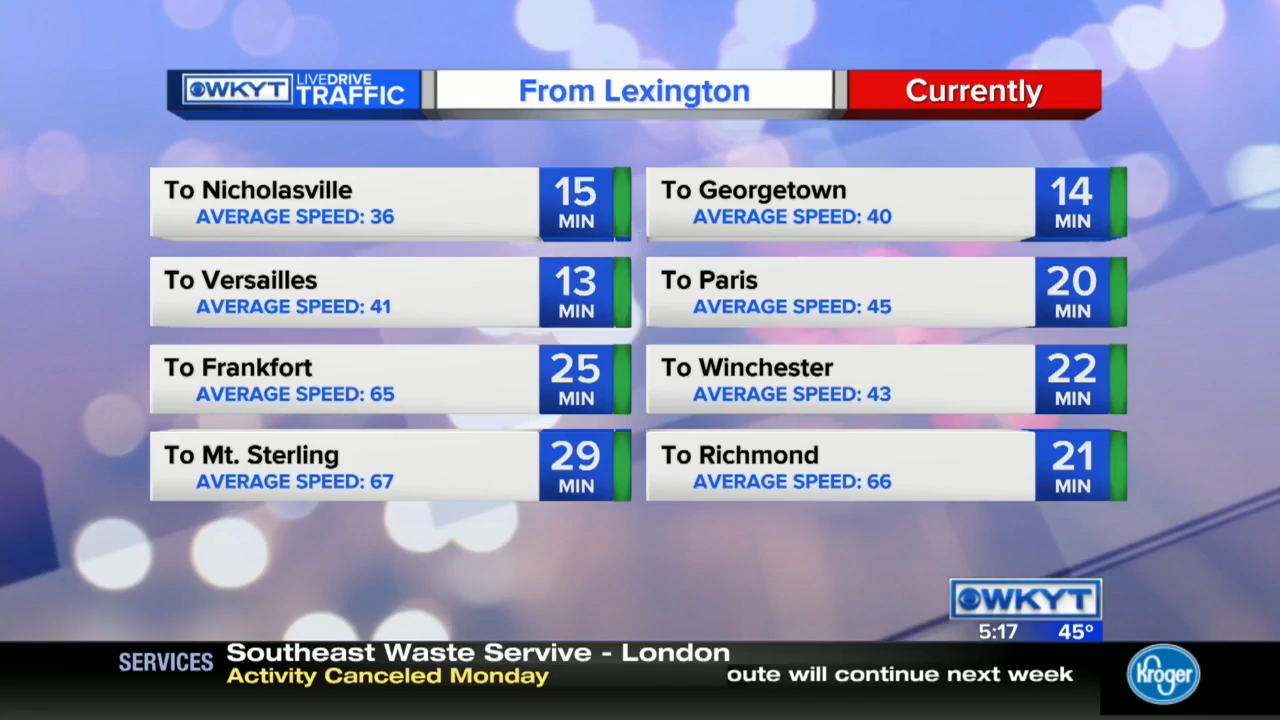 WKYT LIVEDRIVE TRAFFIC
From Lexington
Currently
To Nicholasville
AVERAGE SPEED: 36
15 MIN
To Georgetown
AVERAGE SPEED: 40
14 MIN
To Versailles
AVERAGE SPEED: 41
13 MIN
To Paris
AVERAGE SPEED: 45
20 MIN
To Frankfort
AVERAGE SPEED: 65
25 MIN
To Winchester
AVERAGE SPEED: 43
22 MIN
To Mt. Sterling
AVERAGE SPEED: 67
29 MIN
To Richmond
AVERAGE SPEED: 66
21 MIN
WKYT
5:17 45°
SERVICES
Southeast Waste Servive - London
Activity Canceled Monday
oute will continue next week
Kroger